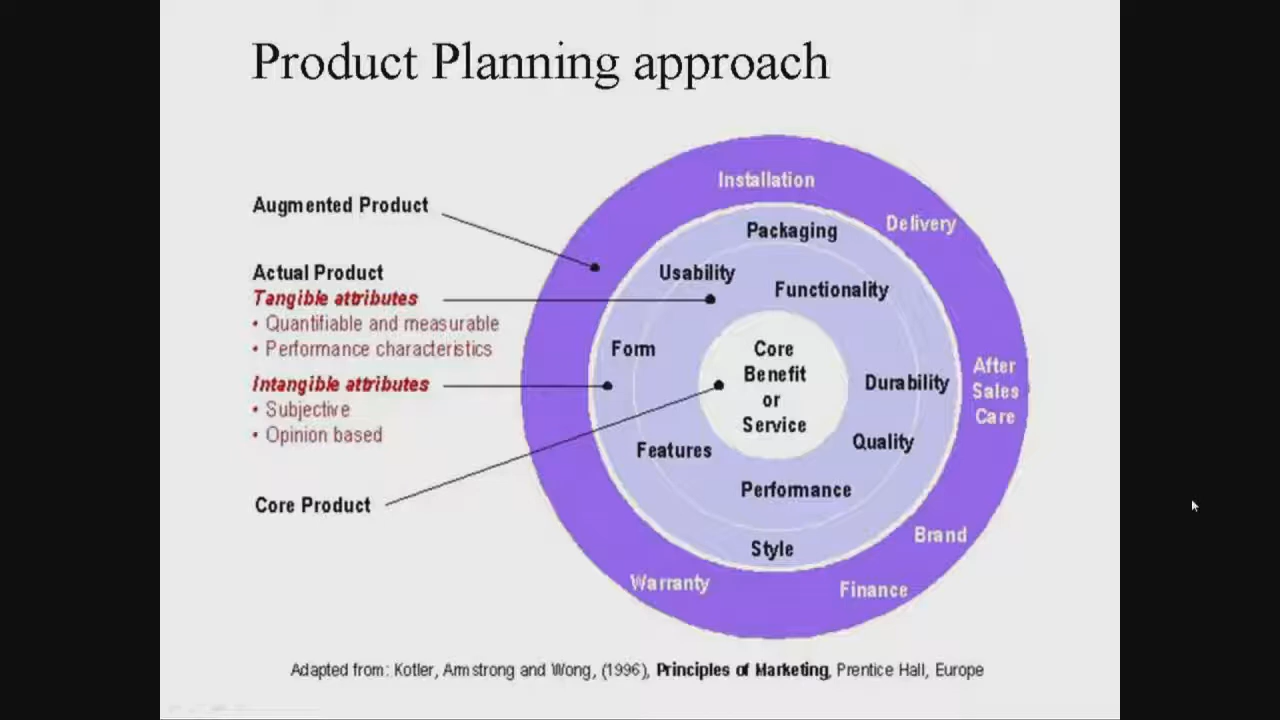 Product Planning approach
Augmented Product
Actual Product
Tangible attributes
• Quantifiable and measurable
• Performance characteristics
Intangible attributes
• Subjective
• Opinion based
Core Product
Installation
Delivery
Packaging
Usability
Functionality
Form
Core
Benefit
or
Service
Durability
After
Sales
Care
Features
Quality
Performance
Style
Brand
Warranty
Finance
Adapted from: Kotler, Armstrong and Wong, (1996), Principles of Marketing, Prentice Hall, Europe